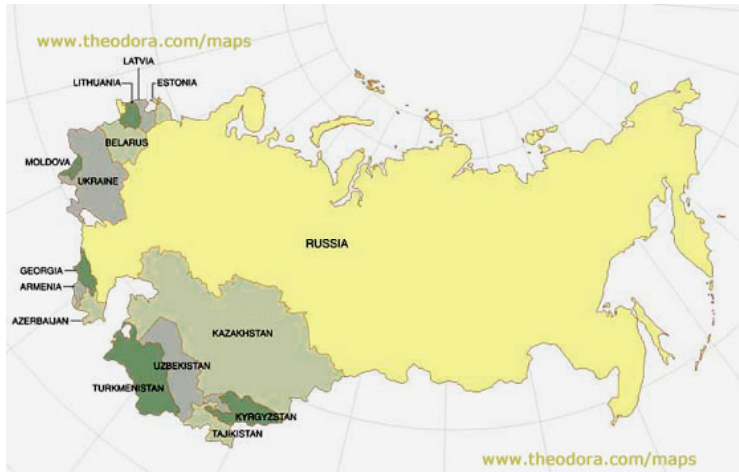 www.theodora.com/maps
LATVIA
LITHUANIA
ESTONIA
BELARUS
MOLDOVA
UKRAINE
RUSSIA
GEORGIA
ARMENIA
AZERBAIJAN
KAZAKHSTAN
UZBEKISTAN
TURKMENISTAN
KYRGYZSTAN
TAJIKISTAN
www.theodora.com/maps